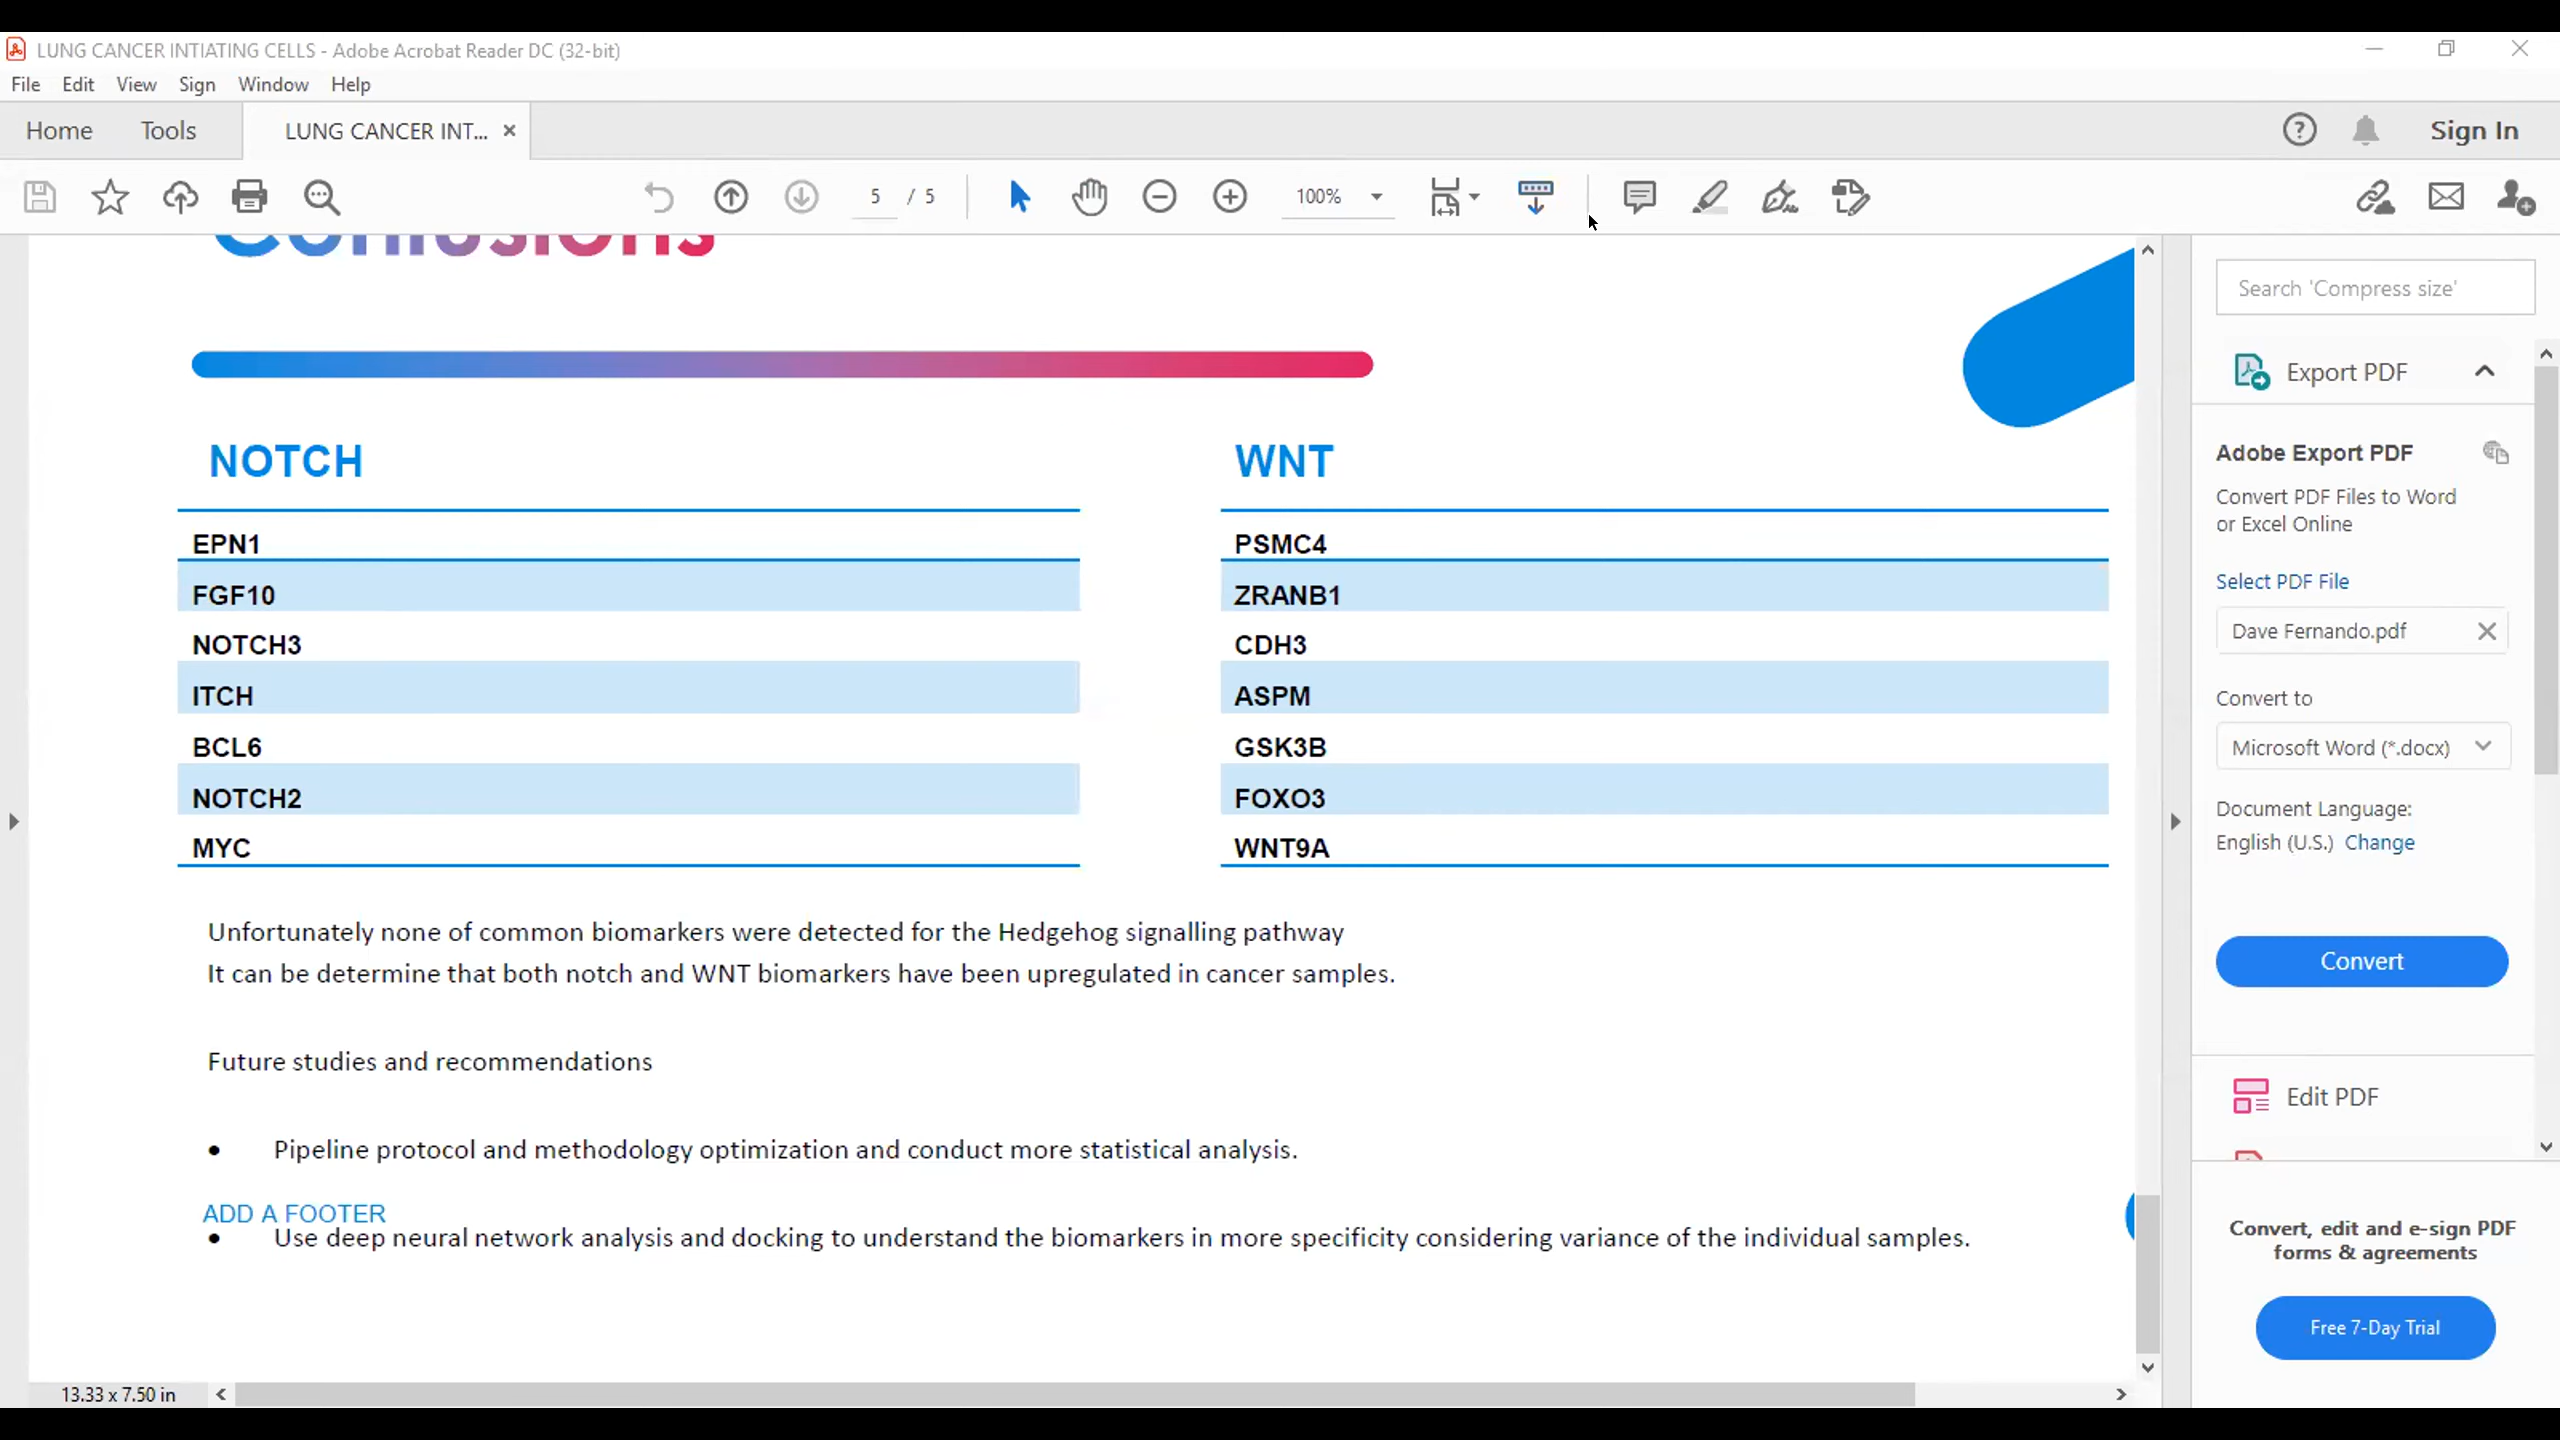 LUNG CANCER INTIATING CELLS - Adobe Acrobat Reader DC (32-bit)
File Edit View Sign Window Help
Home Tools LUNG CANCER INT... Sign In
5 / 5 100%
NOTCH
EPN1
FGF10
NOTCH3
ITCH
BCL6
NOTCH2
MYC
WNT
PSMC4
ZRANB1
CDH3
ASPM
GSK3B
FOXO3
WNT9A
Unfortunately none of common biomarkers were detected for the Hedgehog signalling pathway
It can be determine that both notch and WNT biomarkers have been upregulated in cancer samples.
Future studies and recommendations
• Pipeline protocol and methodology optimization and conduct more statistical analysis.
ADD A FOOTER
• Use deep neural network analysis and docking to understand the biomarkers in more specificity considering variance of the individual samples.
13.33 x 7.50 in
Search 'Compress size'
Export PDF
Adobe Export PDF
Convert PDF Files to Word
or Excel Online
Select PDF File
Dave Fernando.pdf
Convert to
Microsoft Word (*.docx)
Document Language:
English (U.S.) Change
Convert
Edit PDF
Convert, edit and e-sign PDF
forms & agreements
Free 7-Day Trial